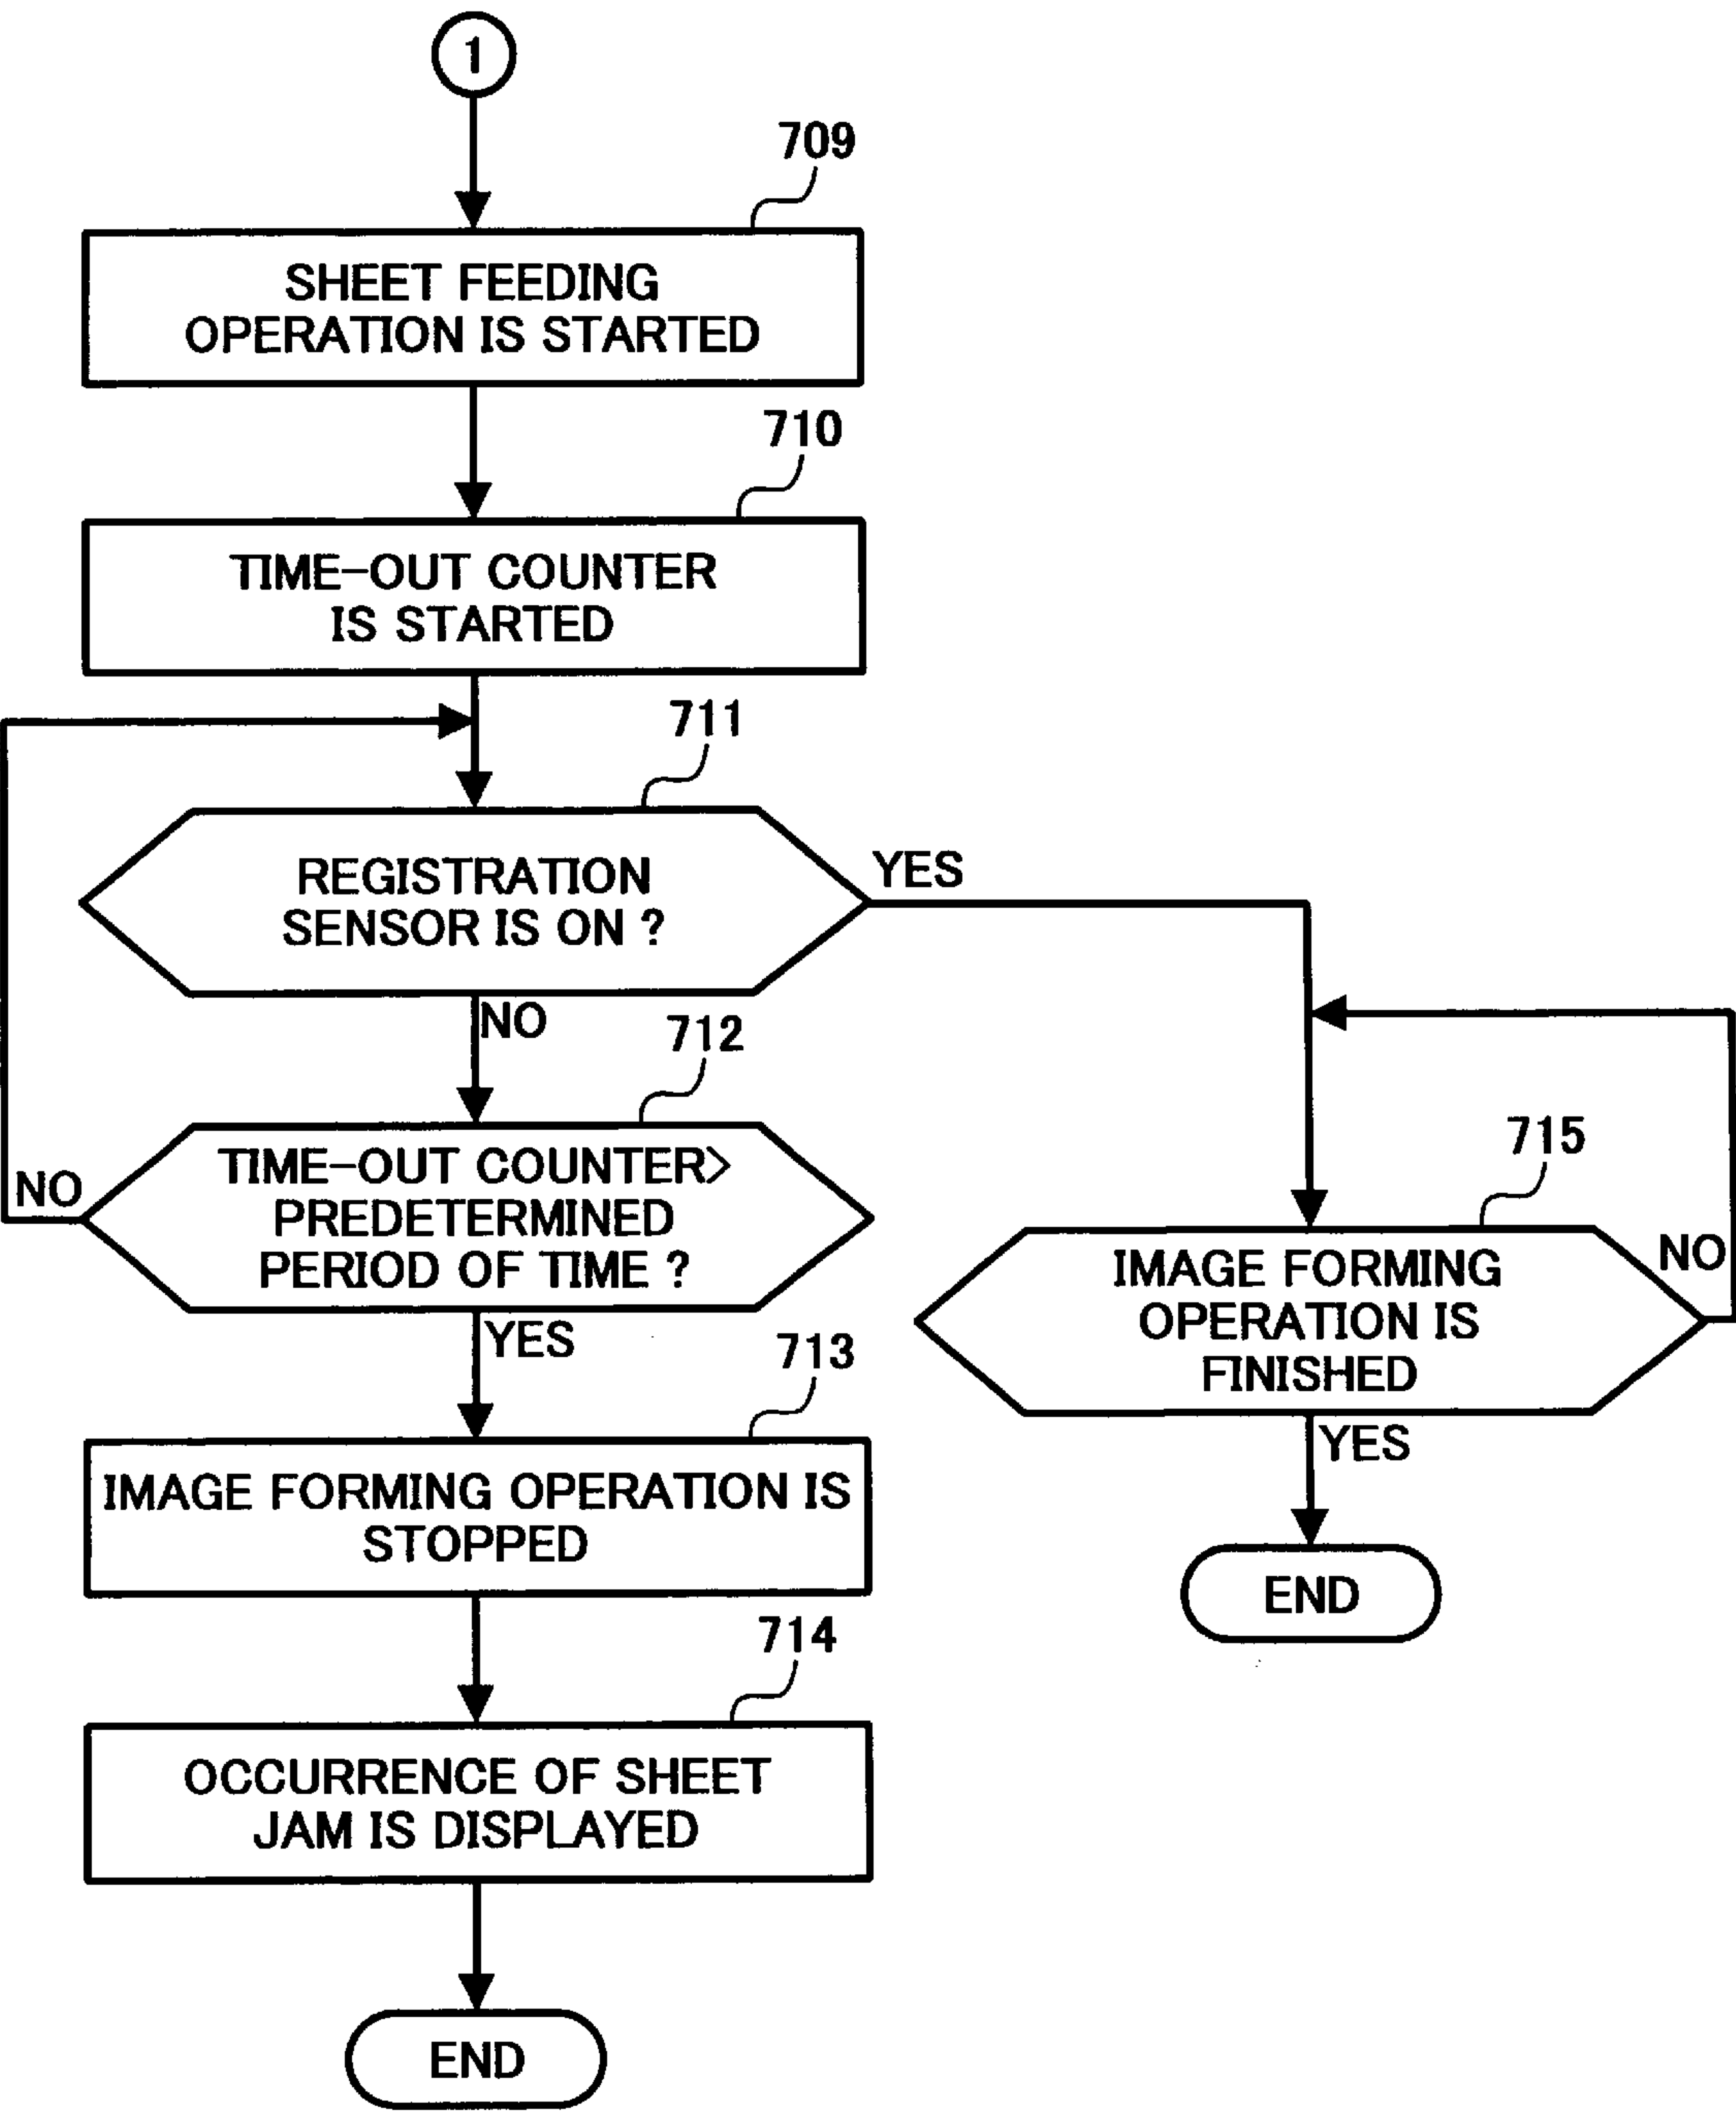 1
709
SHEET FEEDING
OPERATION IS STARTED
710
TIME-OUT COUNTER
IS STARTED
711
REGISTRATION
SENSOR IS ON ?
YES
NO
712
TIME-OUT COUNTER>
PREDETERMINED
PERIOD OF TIME ?
NO
YES
713
IMAGE FORMING OPERATION IS
STOPPED
714
OCCURRENCE OF SHEET
JAM IS DISPLAYED
END
715
IMAGE FORMING
OPERATION IS
FINISHED
NO
YES
END